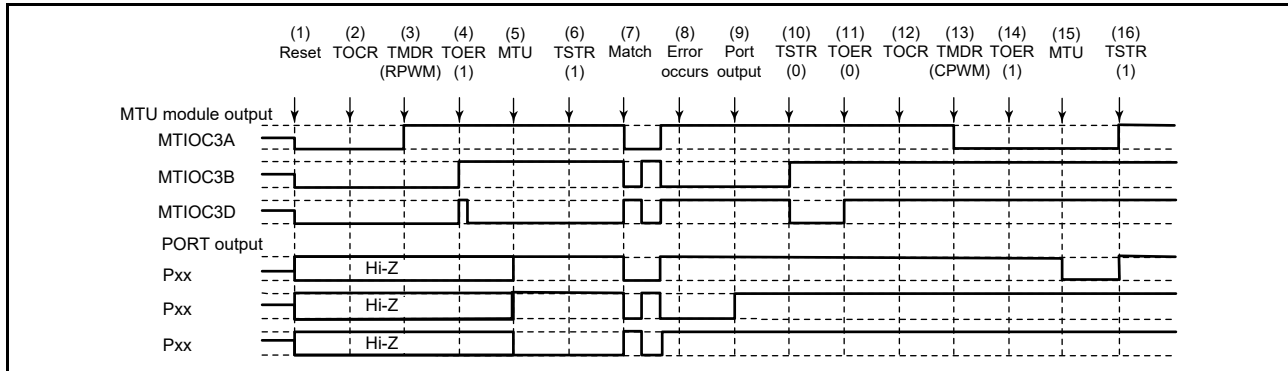 (1) (2) (3) (4) (5) (6) (7) (8) (9) (10) (11) (12) (13) (14) (15) (16)
Reset TOCR TMDR TOER MTU TSTR Match Error Port TSTR TOER TOCR TMDR TOER MTU TSTR
(RPWM) (1) (1) occurs output (0) (0) (CPWM) (1) (1)
MTU module output
MTIOC3A
MTIOC3B
MTIOC3D
PORT output
Pxx Hi-Z
Pxx Hi-Z
Pxx Hi-Z